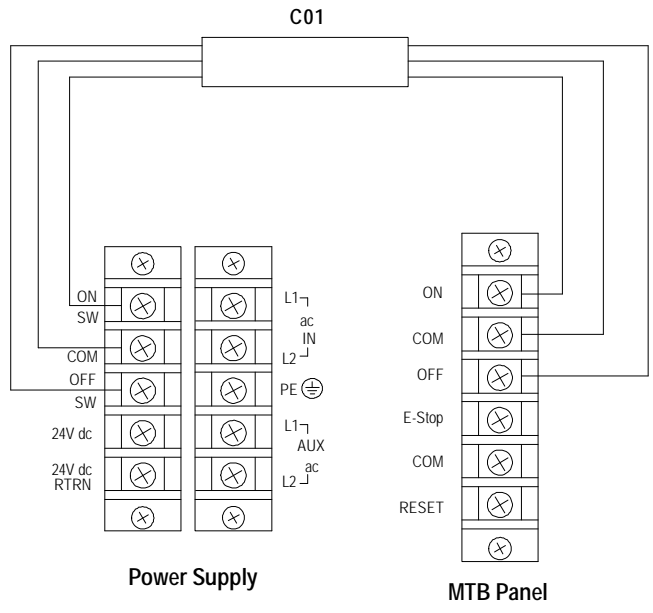 C01
ON
SW
COM
OFF
SW
24V dc
24V dc
RTRN
L1
ac
IN
L2
PE
L1
AUX
ac
L2
Power Supply
ON
COM
OFF
E-Stop
COM
RESET
MTB Panel